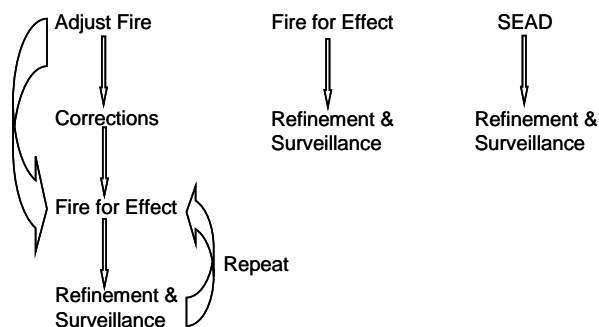 Adjust Fire
Corrections
Fire for Effect
Refinement &
Surveillance
Repeat
Fire for Effect
Refinement &
Surveillance
SEAD
Refinement &
Surveillance